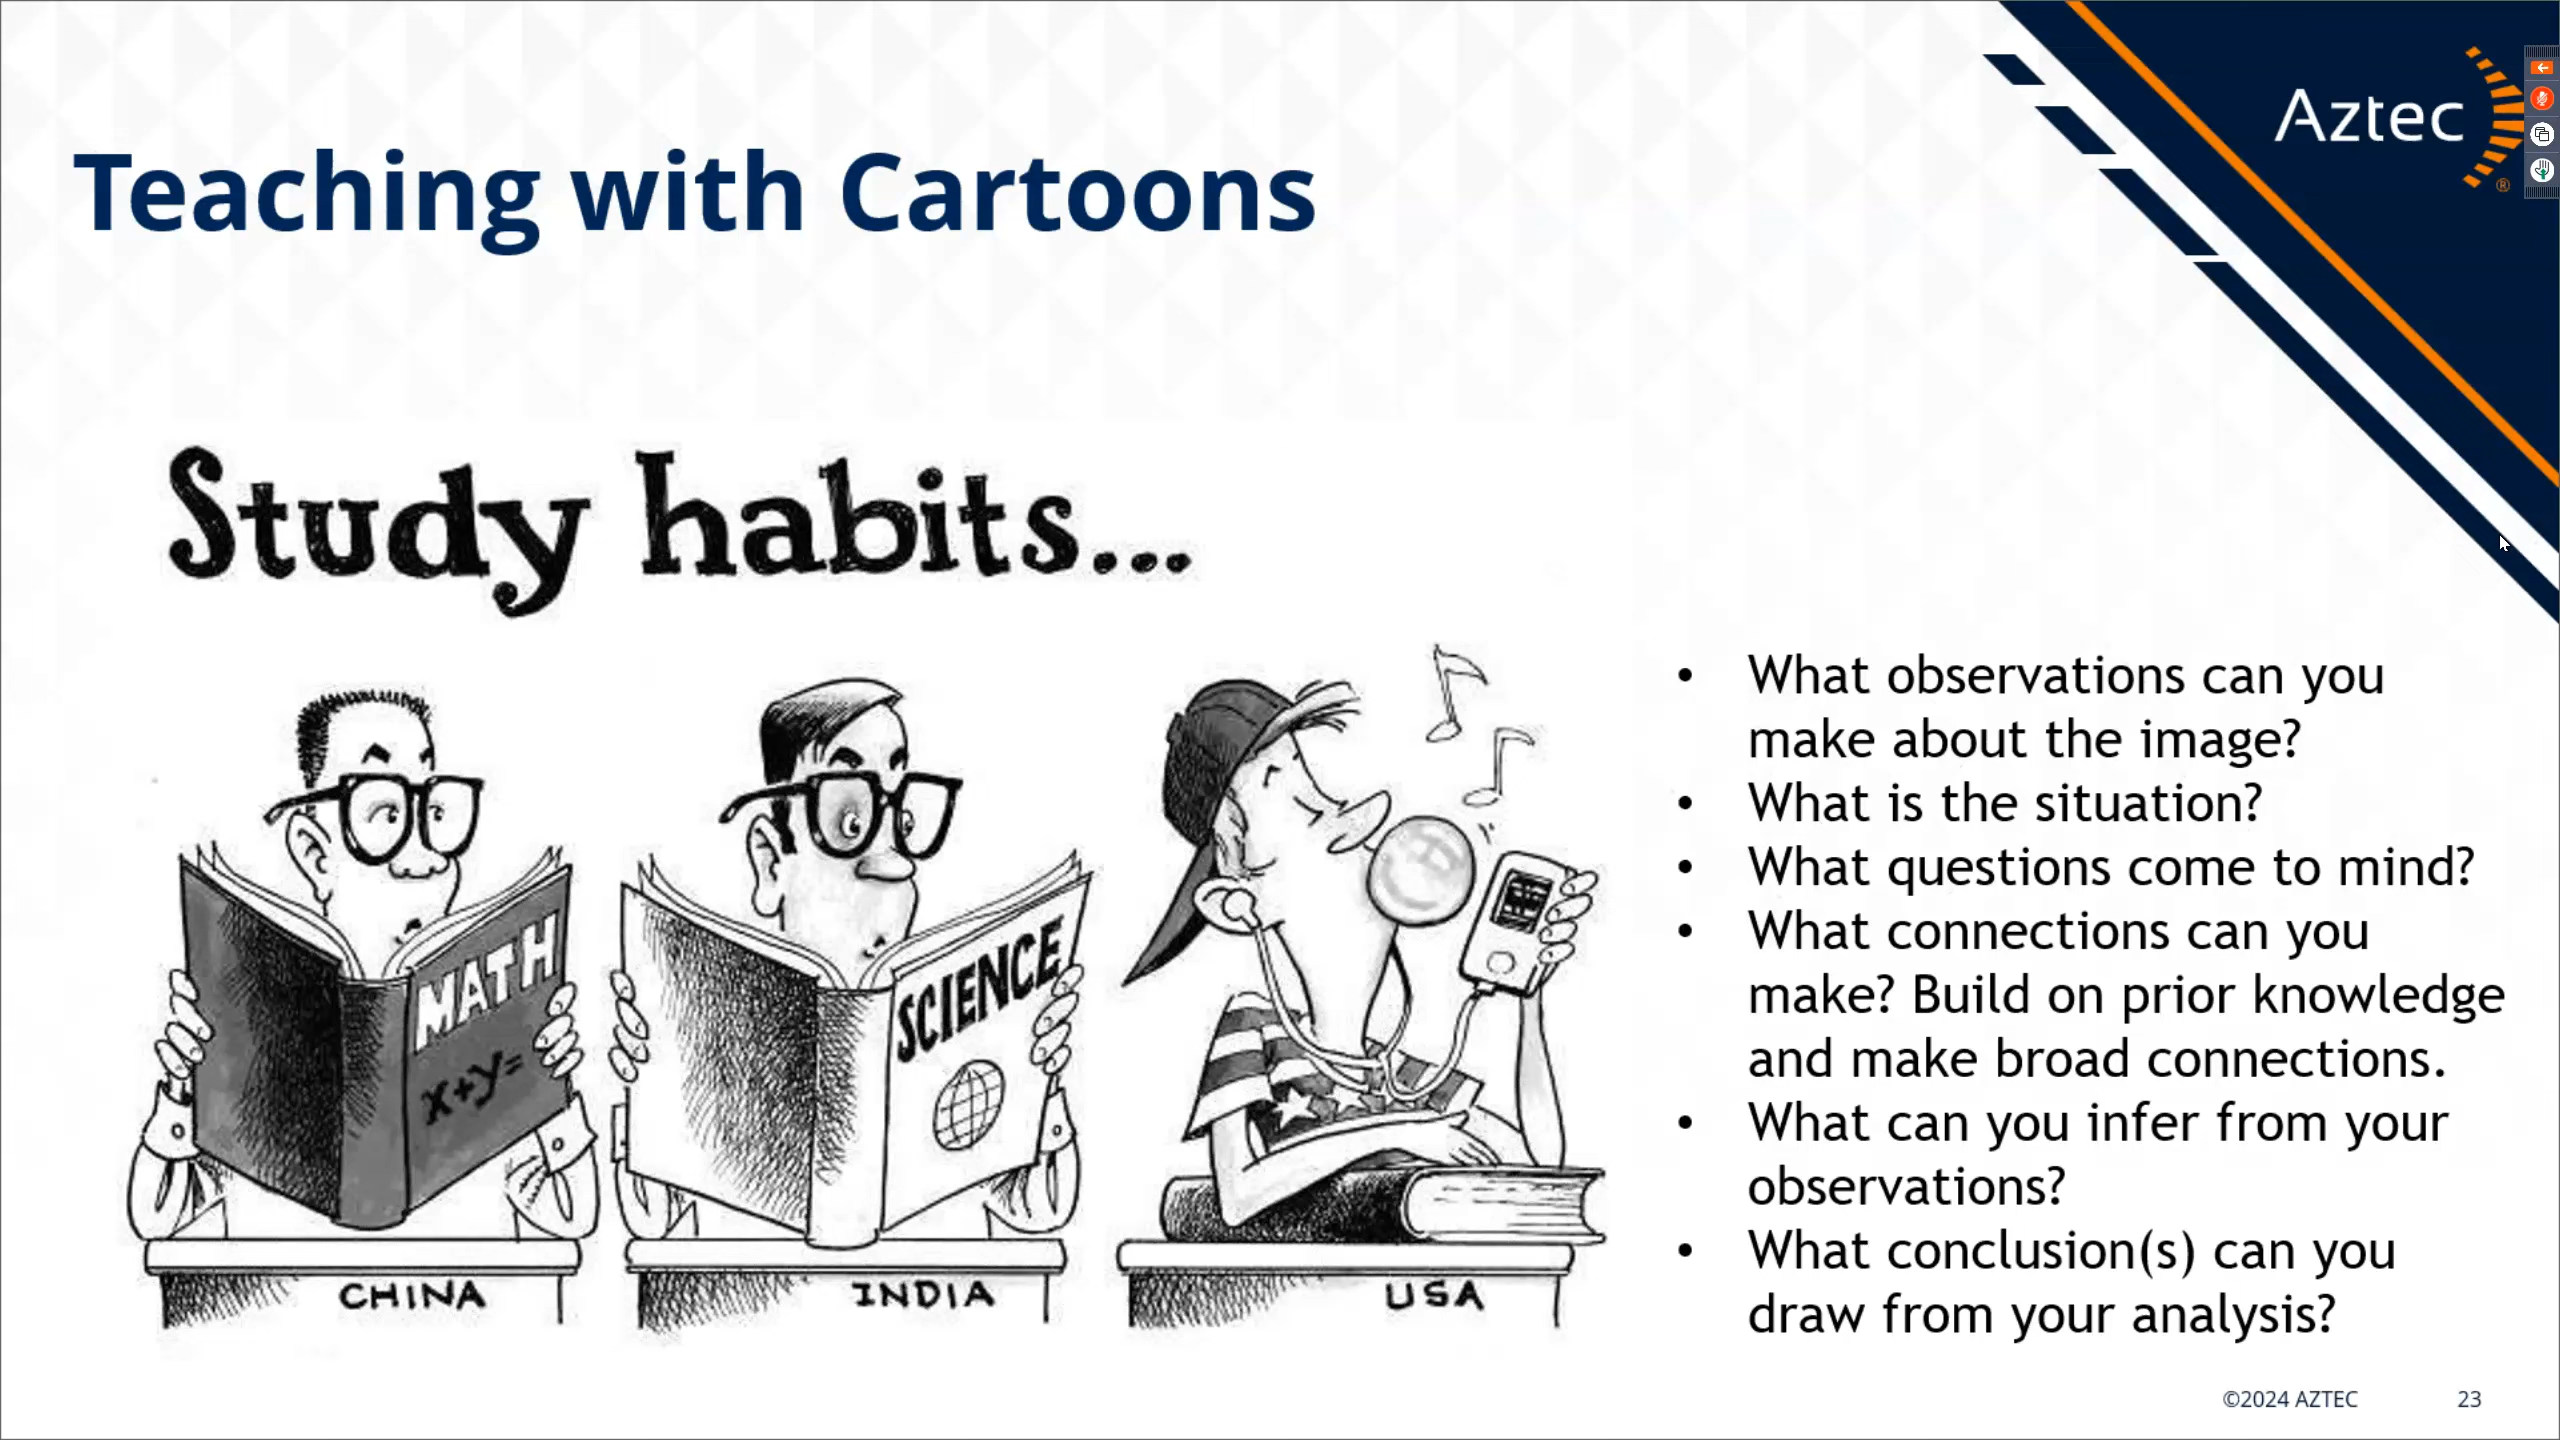 Aztec
®
Teaching with Cartoons
Study habits...
MATH
x+y=
SCIENCE
CHINA
INDIA
USA
• What observations can you
make about the image?
• What is the situation?
• What questions come to mind?
• What connections can you
make? Build on prior knowledge
and make broad connections.
• What can you infer from your
observations?
• What conclusion(s) can you
draw from your analysis?
©2024 AZTEC 23